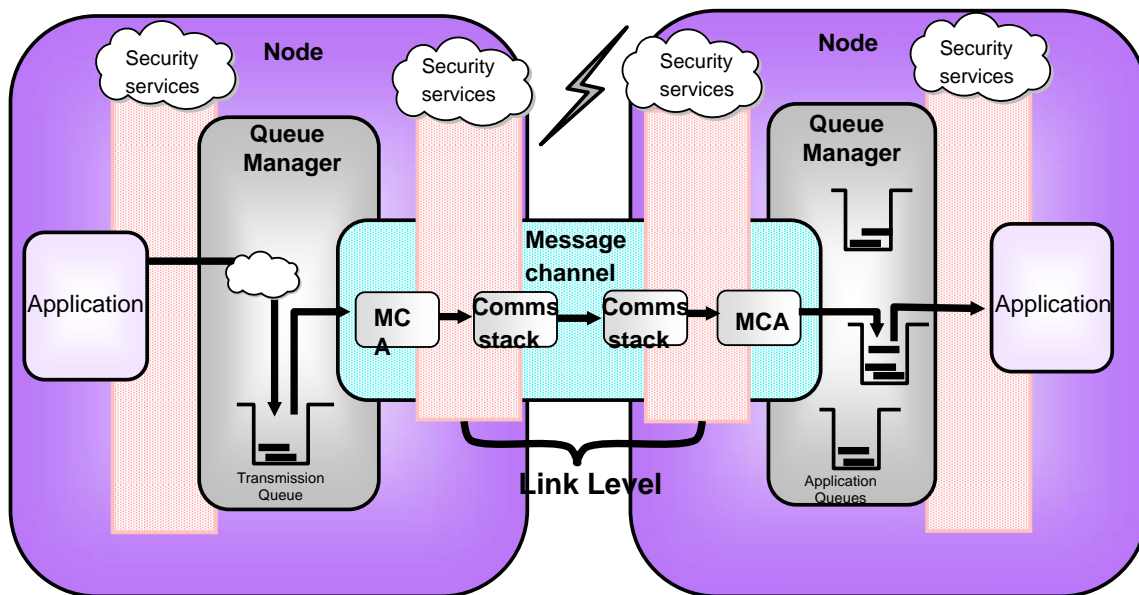 Security
services
Node
Security
services
Security
services
Node
Security
services
Queue
Manager
Queue
Manager
Application
Message
channel
MC
A
Comms
stack
Comms
stack
MCA
Application
Transmission
Queue
Link Level
Application
Queues